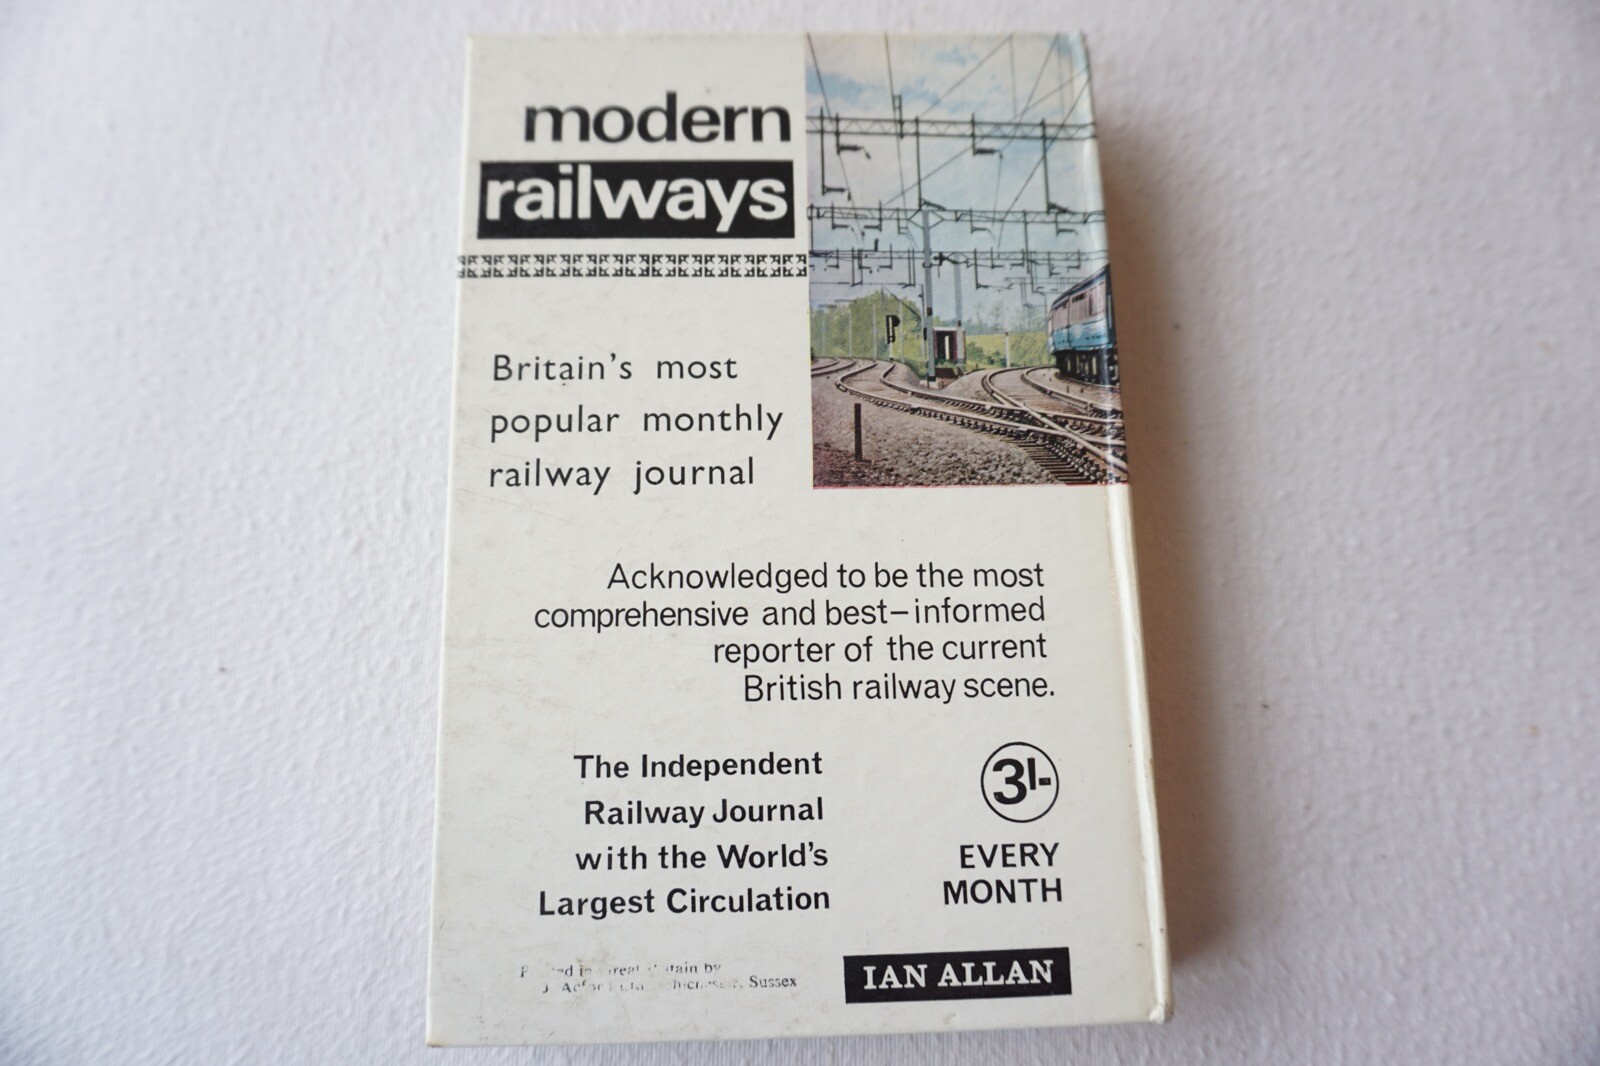 modern
railways
Britain's most
popular monthly
railway journal
Acknowledged to be the most
comprehensive and best–informed
reporter of the current
British railway scene.
The Independent
Railway Journal
with the World's
Largest Circulation
3/-
EVERY
MONTH
by
Sussex
IAN ALLAN